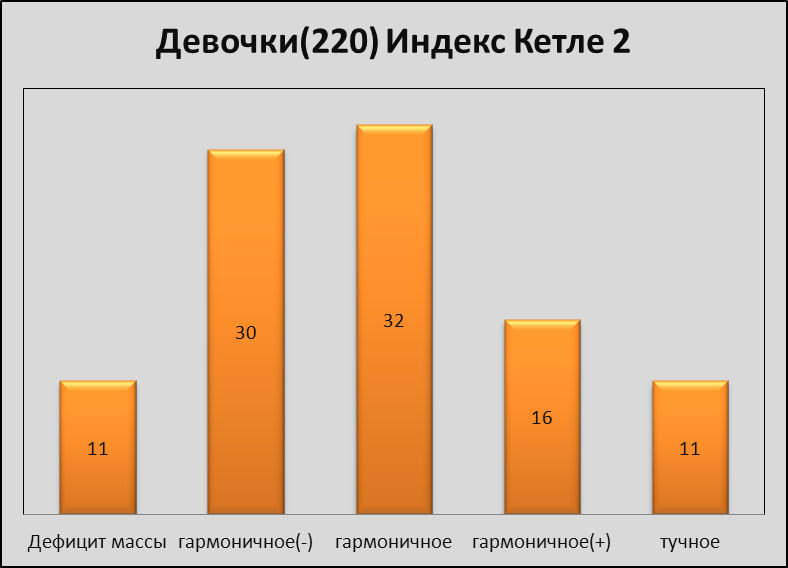 Девочки(220) Индекс Кетле 2
11
30
32
16
11
Дефицит массы гармоничное(-) гармоничное гармоничное(+) тучное